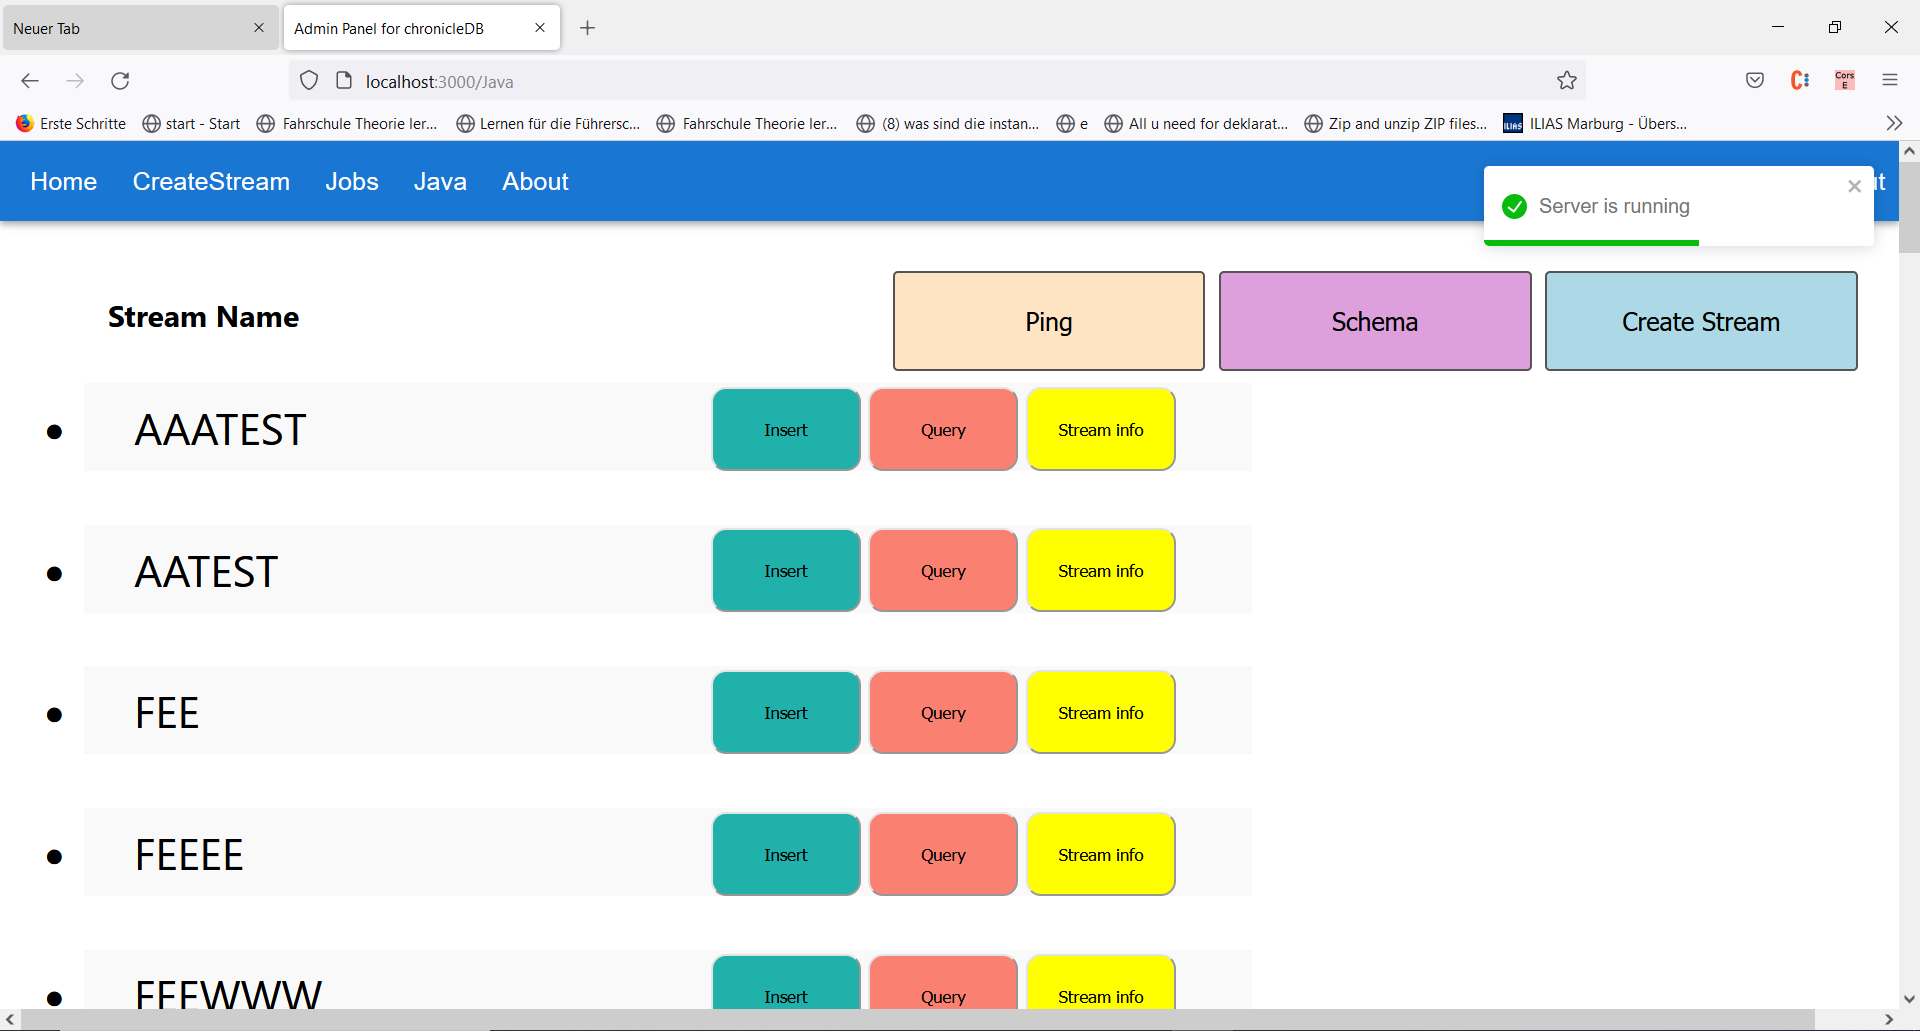 Neuer Tab
Admin Panel for chronicleDB
localhost:3000/Java
Cors E
Erste Schritte start - Start Fahrschule Theorie ler... Lernen für die Führersc... Fahrschule Theorie ler... (8) was sind die instan... e All u need for deklarat... Zip and unzip ZIP files... ILIAS ILIAS Marburg - Übers...
Home CreateStream Jobs Java About
Server is running
Stream Name Ping Schema Create Stream
AAATEST Insert Query Stream info
AATEST Insert Query Stream info
FEE Insert Query Stream info
FEEEE Insert Query Stream info
Insert Query Stream info